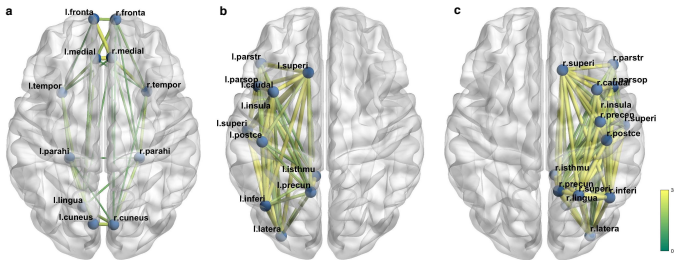 a
l.fronta
r.fronta
l.medial
r.medial
l.tempor
r.tempor
l.parahi
r.parahi
l.lingua
l.cuneus
r.cuneus
b
l.parstr
l.superi
l.parsop
l.caudal
l.insula
l.superi
l.postce
l.isthmu
l.precun
l.inferi
l.latera
c
r.superi
r.parstr
r.parsop
r.caudal
r.insula
r.precen
r.superi
r.postce
r.isthmu
r.precun
r.superi
r.inferi
r.lingua
r.latera
3
0